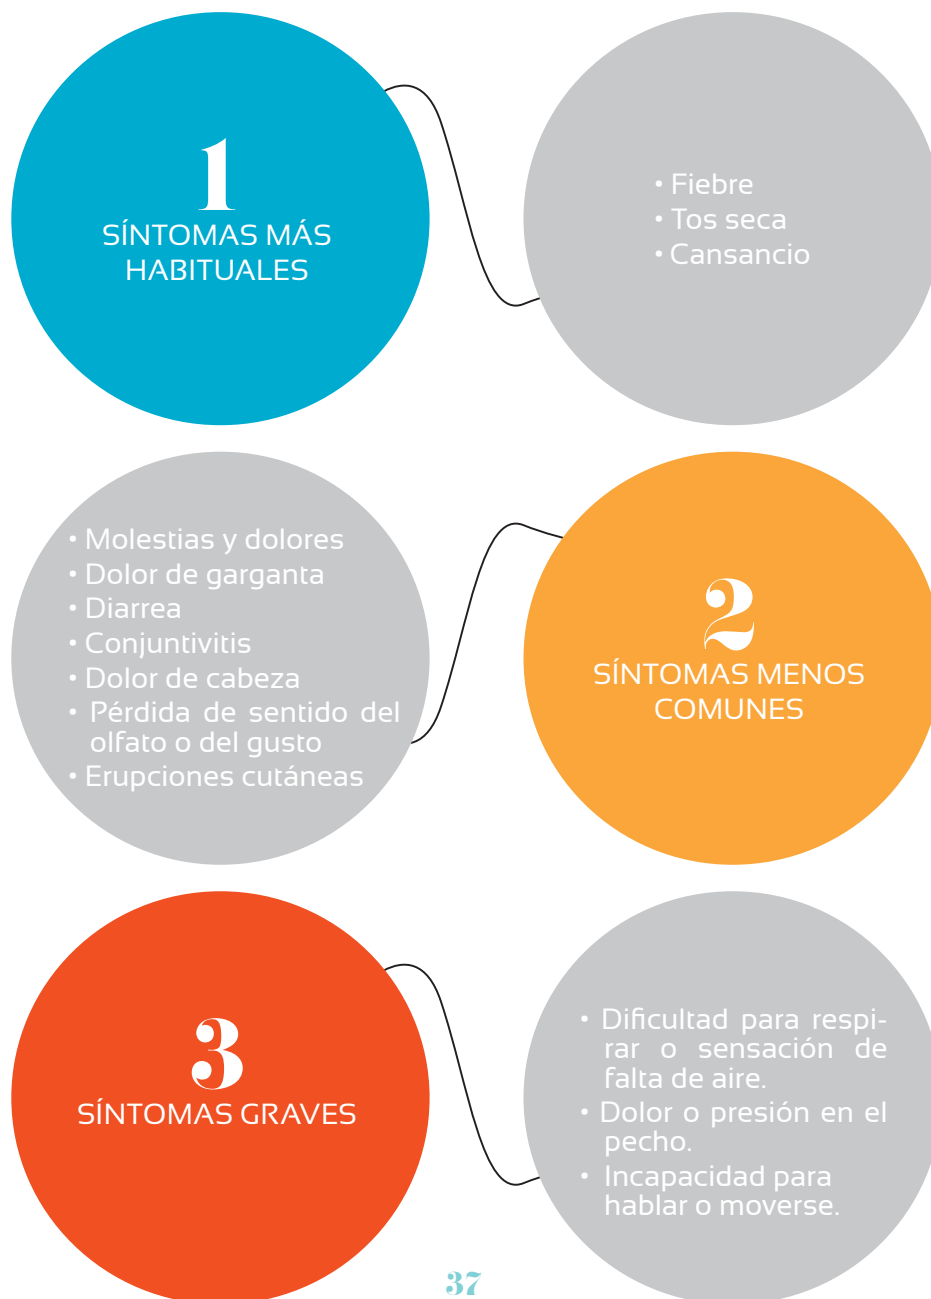 1
SÍNTOMAS MÁS
HABITUALES
• Fiebre
• Tos seca
• Cansancio
2
SÍNTOMAS MENOS
COMUNES
• Molestias y dolores
• Dolor de garganta
• Diarrea
• Conjuntivitis
• Dolor de cabeza
• Pérdida de sentido del
olfato o del gusto
• Erupciones cutáneas
3
SÍNTOMAS GRAVES
• Dificultad para respi-
rar o sensación de
falta de aire.
• Dolor o presión en el
pecho.
• Incapacidad para
hablar o moverse.
37